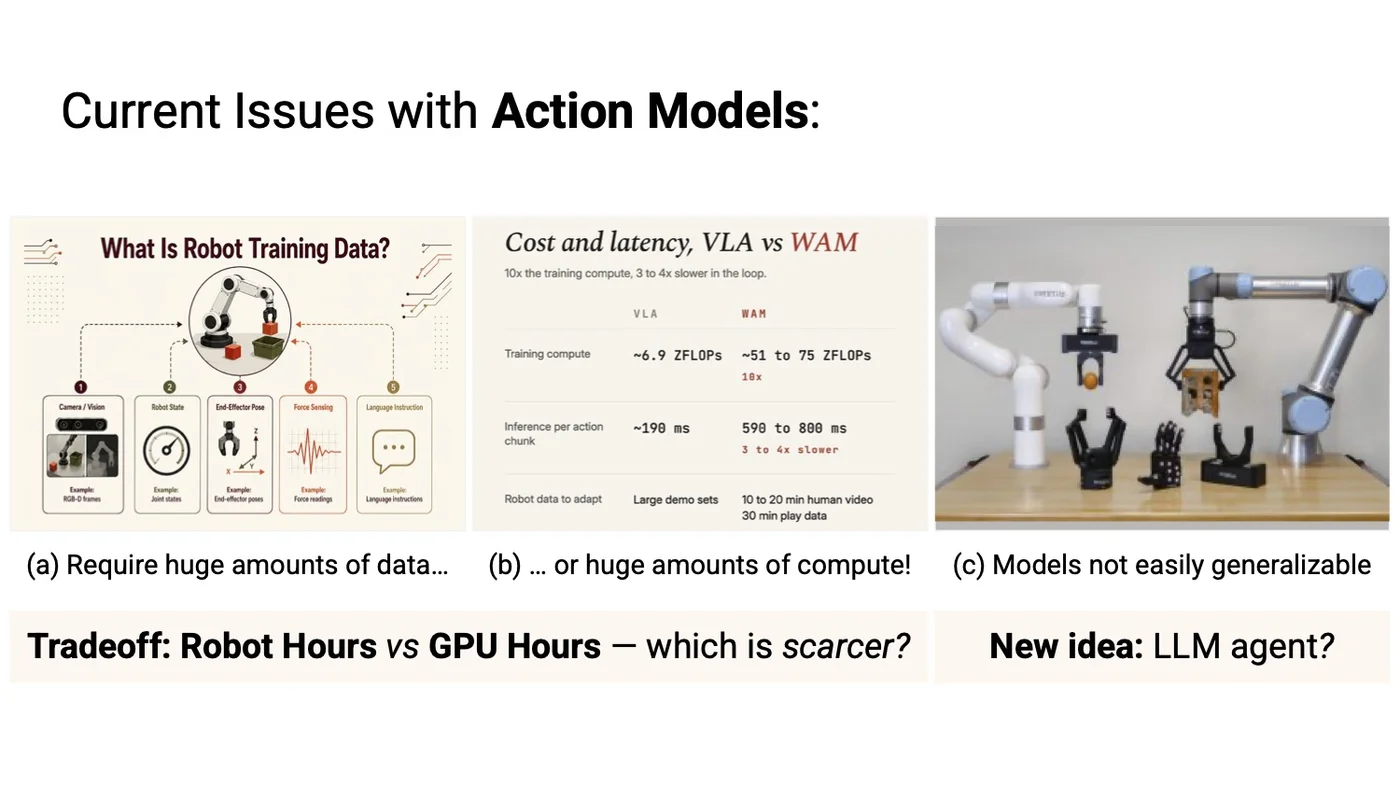 Current Issues with Action Models:
What Is Robot Training Data?
1
2
3
4
5
Camera / Vision
Example:
RGB-D frames
Robot State
Example:
Joint states
End-Effector Pose
Z
X
Y
Example:
End-effector poses
Force Sensing
Example:
Force readings
Language Instruction
Example:
Language instructions
Cost and latency, VLA vs WAM
10x the training compute, 3 to 4x slower in the loop.
VLA WAM
Training compute ~6.9 ZFLOPs ~51 to 75 ZFLOPs
10x
Inference per action
chunk
~190 ms 590 to 800 ms
3 to 4x slower
Robot data to adapt Large demo sets 10 to 20 min human video
30 min play data
(a) Require huge amounts of data…
(b) … or huge amounts of compute!
(c) Models not easily generalizable
Tradeoff: Robot Hours vs GPU Hours — which is scarcer?
New idea: LLM agent?